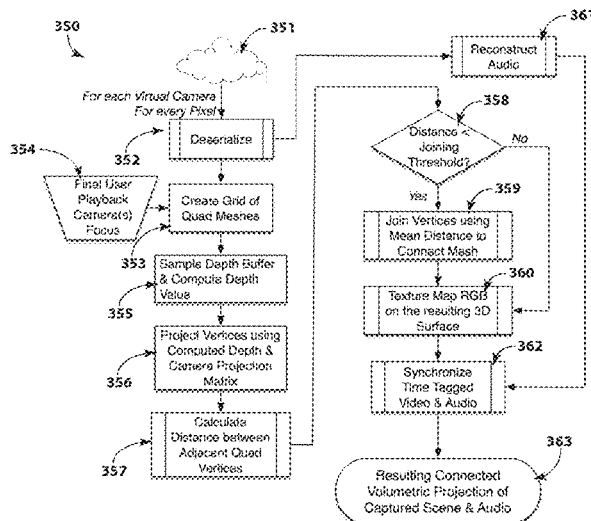 350
351
For each Virtual Camera
For every Pixel
352
Deserialize
354
Final User
Playback
Camera(s)
Focus
Create Grid of
Quad Meshes
353
Sample Depth Buffer
& Compute Depth
Value
355
Project Vertices using
Computed Depth &
Camera Projection
Matrix
356
Calculate
Distance between
Adjacent Quad
Vertices
357
361
Reconstruct
Audio
358
Distance <
Joining
Threshold?
No
Yes
359
Join Vertices using
Mean Distance to
Connect Mesh
360
Texture Map RGB
on the resulting 3D
Surface
362
Synchronize
Time Tagged
Video & Audio
363
Resulting Connected
Volumetric Projection of
Captured Scene & Audio